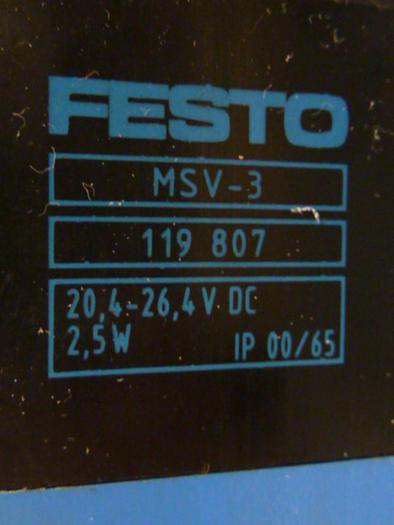 FESTO
MSV-3
119 807
20,4-26,4 V DC
2,5 W IP 00/65